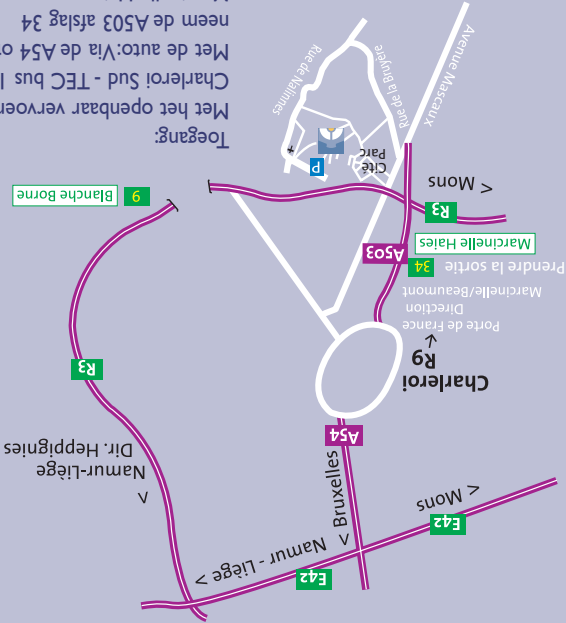 E42
Namur - Liège >
E42
< Mons
< Bruxelles
A54
>
Namur-Liège
Dir. Heppignies
R3
Charleroi
R9
Porte de France
Direction
Marcinelle/Beaumont
Prendre la sortie 34
Marcinelle Haies
A503
R3
< Mons
9 Blanche Borne
Cité
Parc
P
Avenue Mascaux
Rue de la Bruyère
Rue de Nalinnes
Toegang:
Met het openbaar vervoer
Charleroi Sud - TEC bus
Met de auto:Via de A54
neem de A503 afslag 34